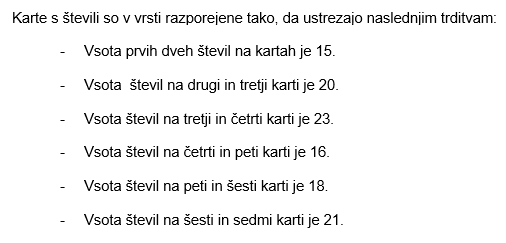 Karte s števili so v vrsti razporejene tako, da ustrezajo naslednjim trditvam:
- Vsota prvih dveh števil na kartah je 15.
- Vsota števil na drugi in tretji karti je 20.
- Vsota števil na tretji in četrti karti je 23.
- Vsota števil na četrti in peti karti je 16.
- Vsota števil na peti in šesti karti je 18.
- Vsota števil na šesti in sedmi karti je 21.